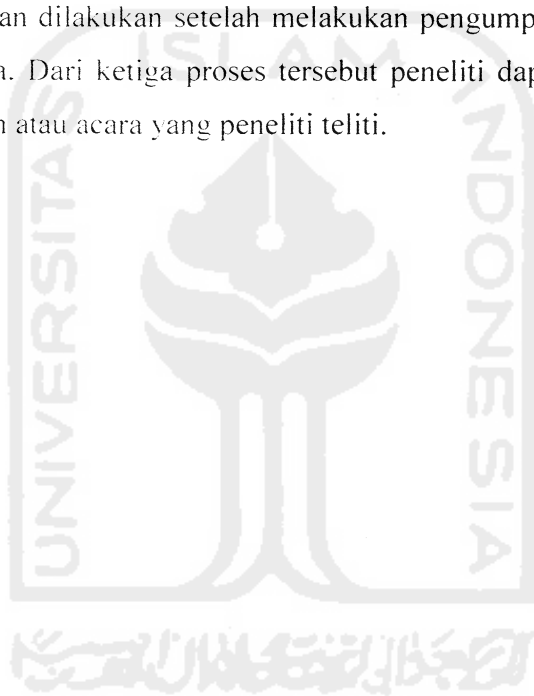 an dilakukan setelah melakukan pengump
a. Dari ketiga proses tersebut peneliti dap
n atau acara yang peneliti teliti.
ISLAM
UNIVERSITAS
INDONESIA